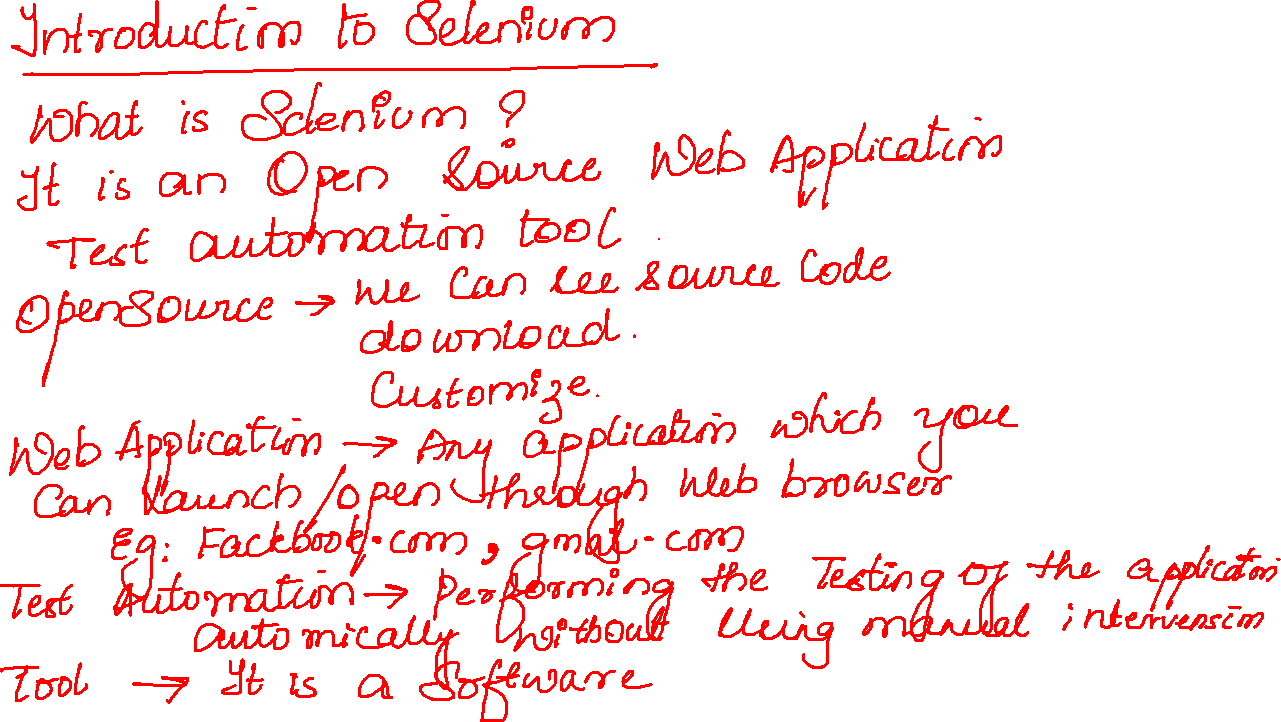 Introduction to Selenium
What is Selenium ?
It is an Open Source Web Application
Test automation tool.
OpenSource → We Can see source Code
download.
Customize.
Web Application → Any application which you
Can Launch /open through Web browser
Eg: Fackbook.com, gmail.com
Test Automation → Performing the Testing of the application
automically without Using manual intervension
Tool → It is a Software